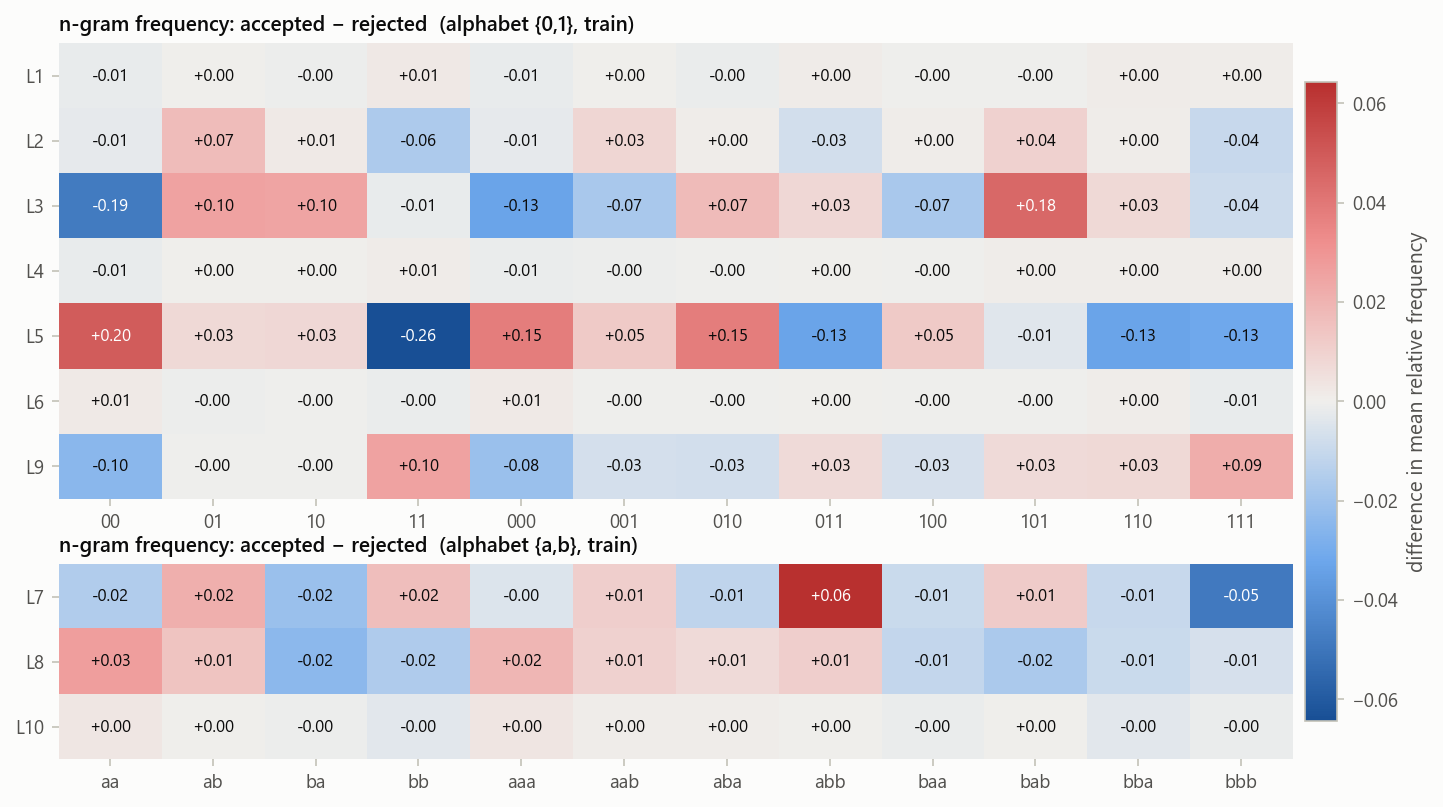 n-gram frequency: accepted − rejected (alphabet {0,1}, train)
L1 -0.01 +0.00 -0.00 +0.01 -0.01 +0.00 -0.00 +0.00 -0.00 -0.00 +0.00 +0.00
L2 -0.01 +0.07 +0.01 -0.06 -0.01 +0.03 +0.00 -0.03 +0.00 +0.04 +0.00 -0.04
L3 -0.19 +0.10 +0.10 -0.01 -0.13 -0.07 +0.07 +0.03 -0.07 +0.18 +0.03 -0.04
L4 -0.01 +0.00 +0.00 +0.01 -0.01 -0.00 -0.00 +0.00 -0.00 +0.00 +0.00 +0.00
L5 +0.20 +0.03 +0.03 -0.26 +0.15 +0.05 +0.15 -0.13 +0.05 -0.01 -0.13 -0.13
L6 +0.01 -0.00 -0.00 -0.00 +0.01 -0.00 -0.00 +0.00 -0.00 -0.00 +0.00 -0.01
L9 -0.10 -0.00 -0.00 +0.10 -0.08 -0.03 -0.03 +0.03 -0.03 +0.03 +0.03 +0.09
00 01 10 11 000 001 010 011 100 101 110 111
n-gram frequency: accepted − rejected (alphabet {a,b}, train)
L7 -0.02 +0.02 -0.02 +0.02 -0.00 +0.01 -0.01 +0.06 -0.01 +0.01 -0.01 -0.05
L8 +0.03 +0.01 -0.02 -0.02 +0.02 +0.01 +0.01 +0.01 -0.01 -0.02 -0.01 -0.01
L10 +0.00 +0.00 -0.00 -0.00 +0.00 +0.00 +0.00 +0.00 -0.00 +0.00 -0.00 -0.00
aa ab ba bb aaa aab aba abb baa bab bba bbb
0.06
0.04
0.02
0.00
−0.02
−0.04
−0.06
difference in mean relative frequency